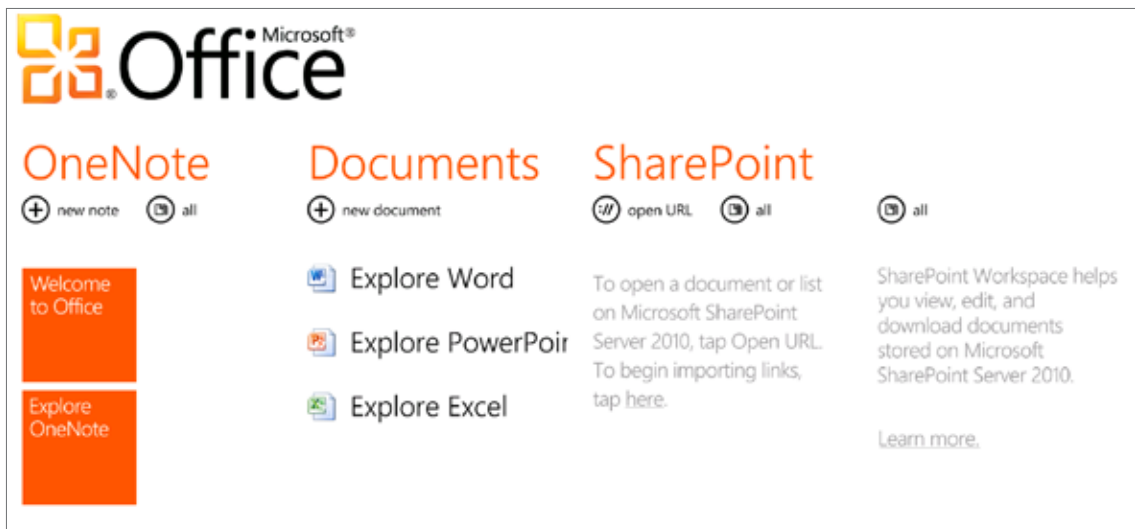 Microsoft®
Office
OneNote
new note
all
Welcome
to Office
Explore
OneNote
Documents
new document
Explore Word
Explore PowerPoin
Explore Excel
SharePoint
:// open URL
all
To open a document or list
on Microsoft SharePoint
Server 2010, tap Open URL.
To begin importing links,
tap here.
all
SharePoint Workspace helps
you view, edit, and
download documents
stored on Microsoft
SharePoint Server 2010.
Learn more.